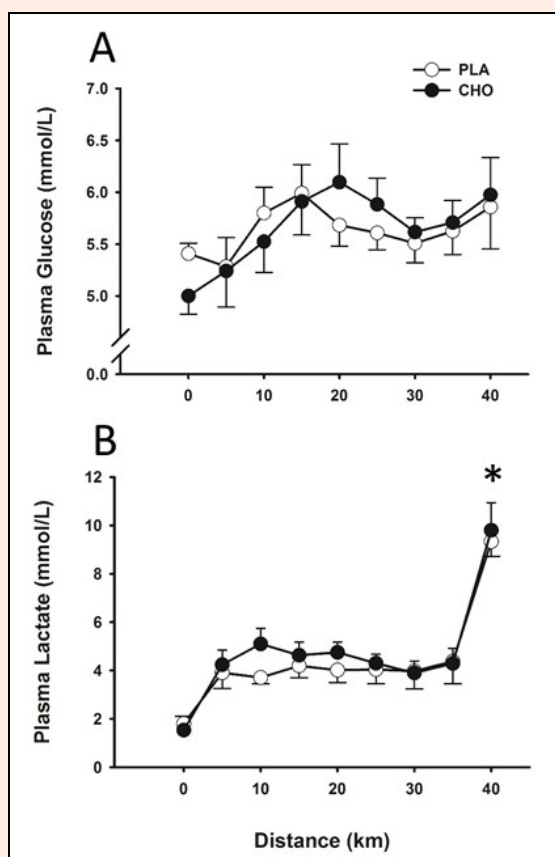 A
PLA
CHO
Plasma Glucose (mmol/L)
7.0
6.5
6.0
5.5
5.0
0.0
0 10 20 30 40
B
*
Plasma Lactate (mmol/L)
12
10
8
6
4
2
0
0 10 20 30 40
Distance (km)